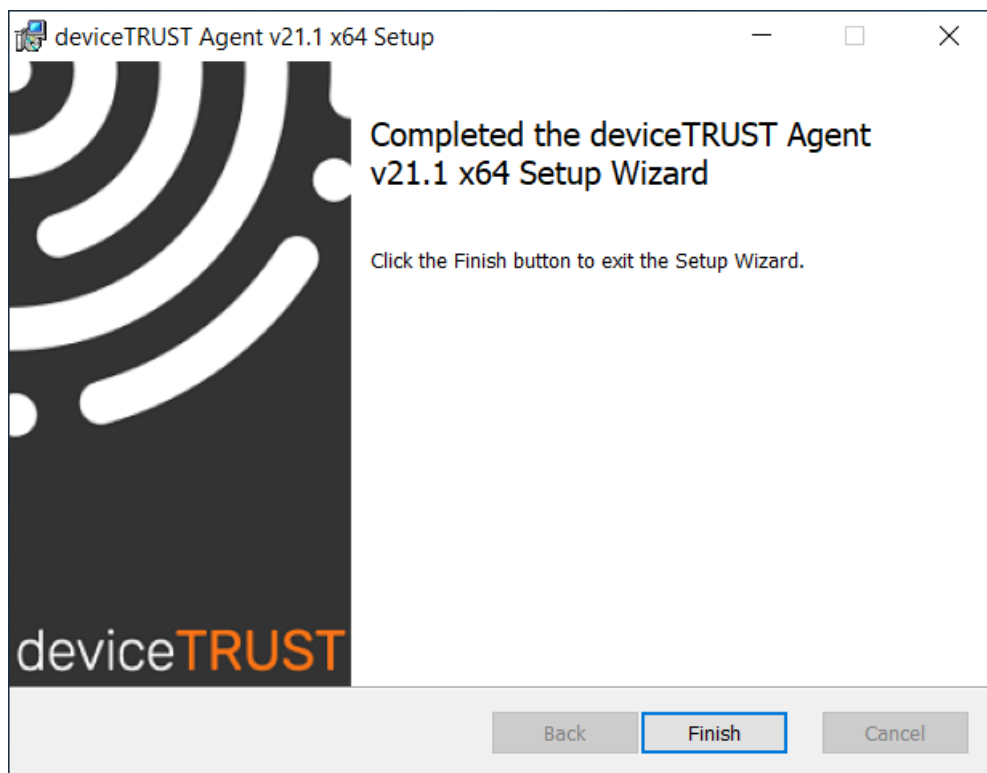 deviceTRUST Agent v21.1 x64 Setup
Completed the deviceTRUST Agent
v21.1 x64 Setup Wizard
Click the Finish button to exit the Setup Wizard.
deviceTRUST
Back
Finish
Cancel